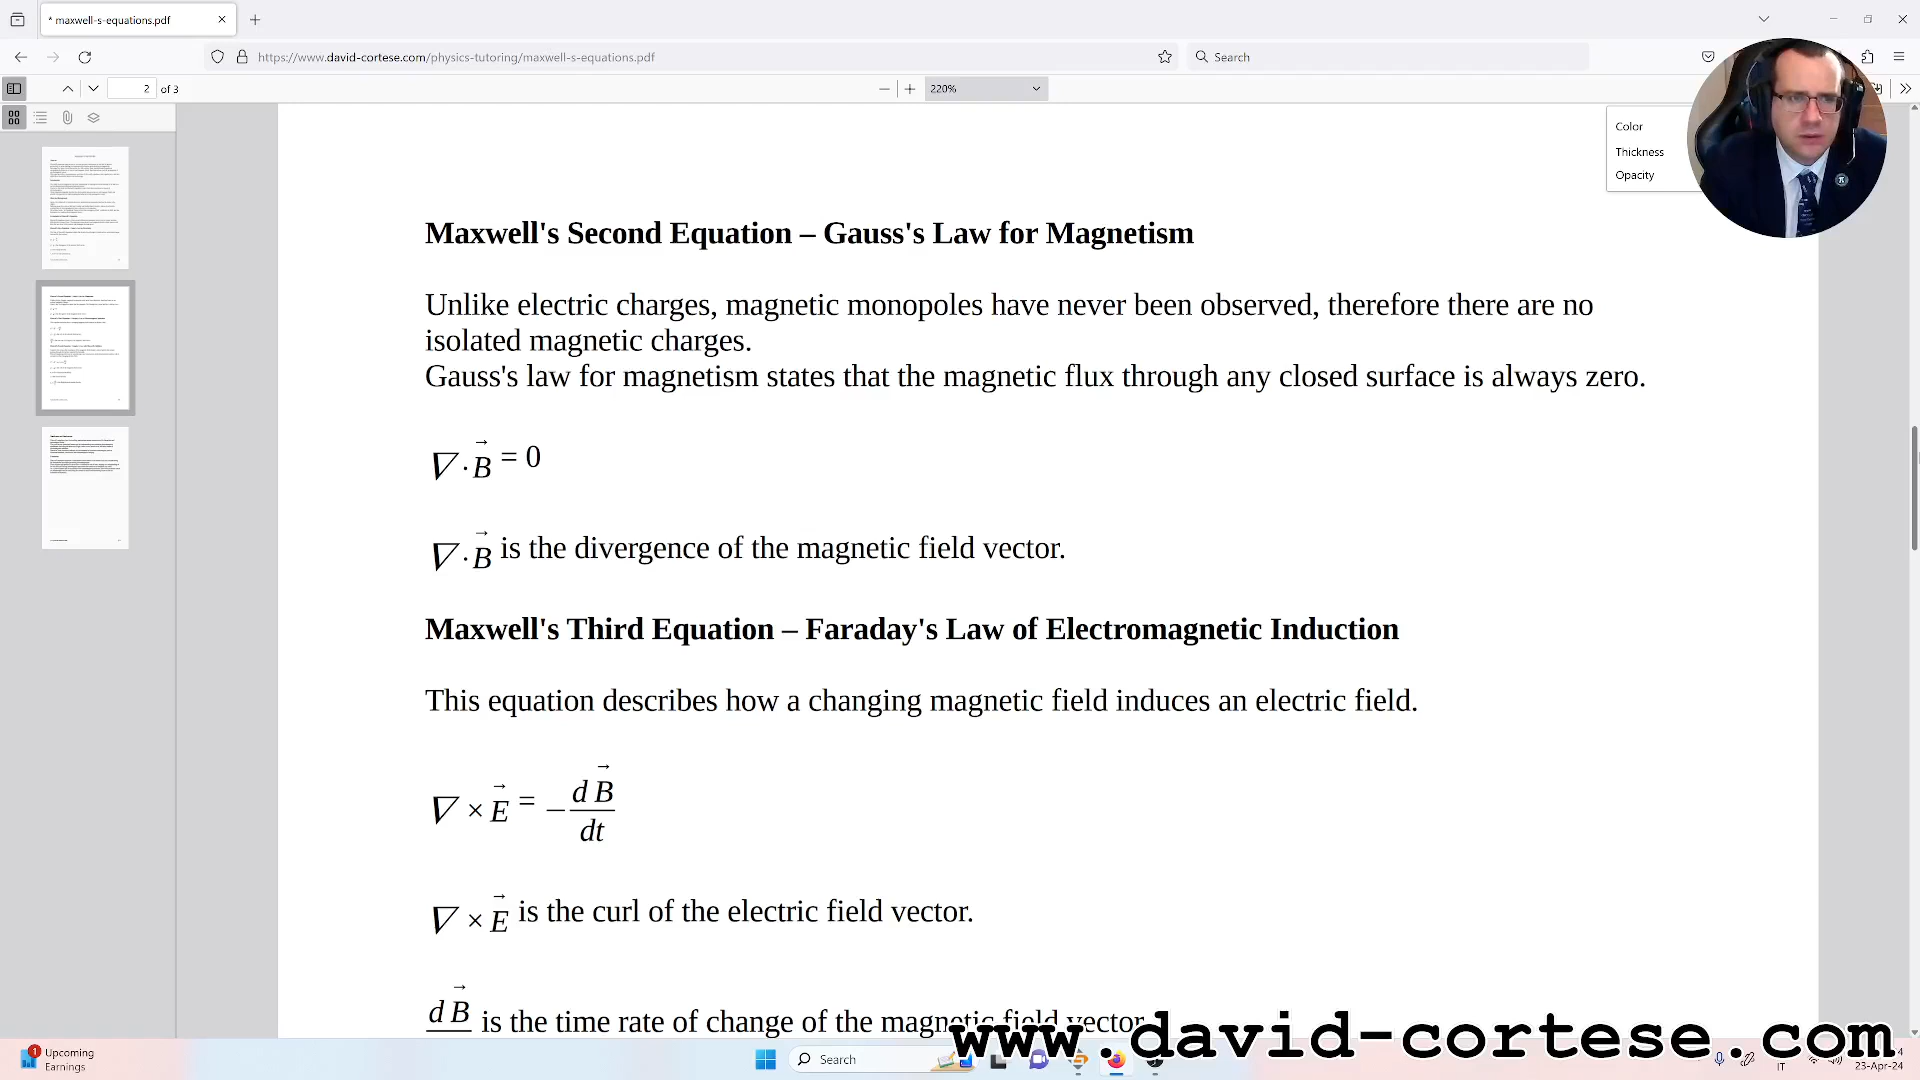 * maxwell-s-equations.pdf
https://www.david-cortese.com/physics-tutoring/maxwell-s-equations.pdf
Search
2 of 3
220%
Color
Thickness
Opacity
Maxwell's Second Equation – Gauss's Law for Magnetism
Unlike electric charges, magnetic monopoles have never been observed, therefore there are no
isolated magnetic charges.
Gauss's law for magnetism states that the magnetic flux through any closed surface is always zero.
∇·B⃗ = 0
∇·B⃗ is the divergence of the magnetic field vector.
Maxwell's Third Equation – Faraday's Law of Electromagnetic Induction
This equation describes how a changing magnetic field induces an electric field.
∇×E⃗ = −dB⃗/dt
∇×E⃗ is the curl of the electric field vector.
dB⃗ is the time rate of change of the magnetic field vector
www.david-cortese.com
1
Upcoming
Earnings
Search
IT
23-Apr-24